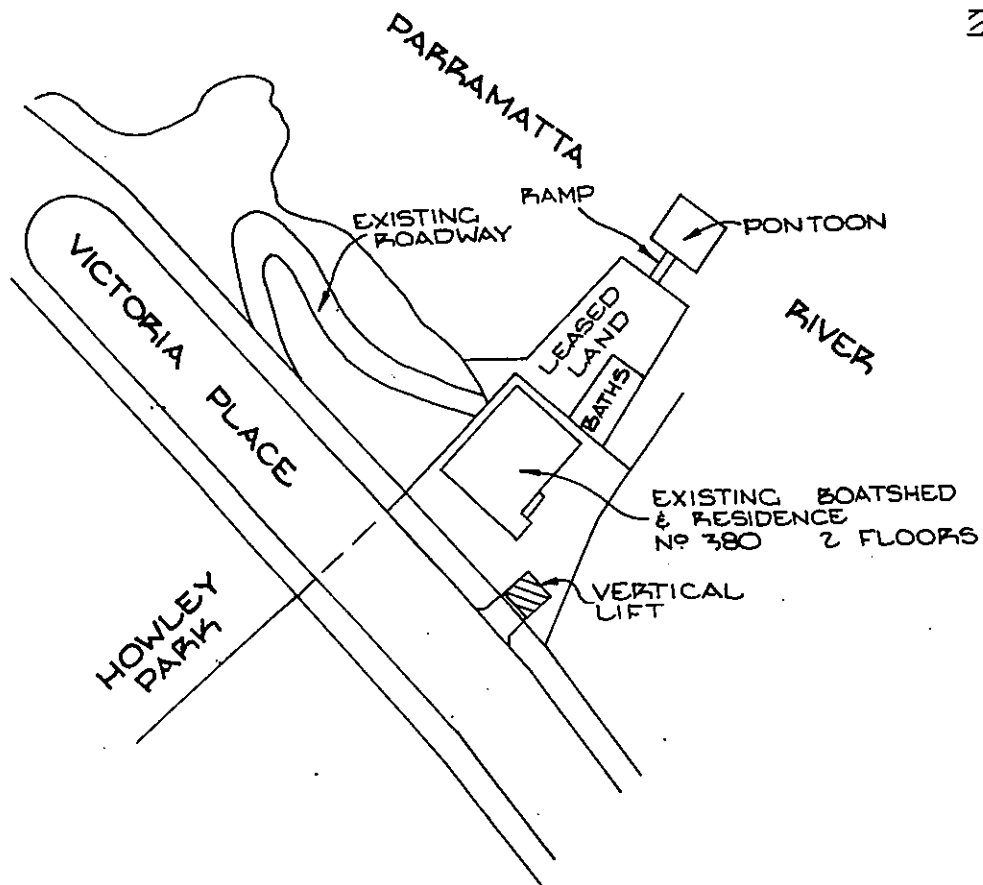 PARRAMATTA
RIVER
RAMP
PONTOON
EXISTING
ROADWAY
VICTORIA PLACE
LEASED
LAND
BATHS
EXISTING BOATSHED
& RESIDENCE
Nº 380 2 FLOORS
VERTICAL
LIFT
HOWLEY
PARK